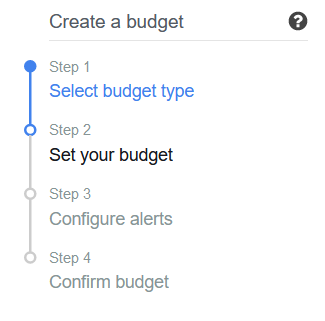 Create a budget
Step 1
Select budget type
Step 2
Set your budget
Step 3
Configure alerts
Step 4
Confirm budget